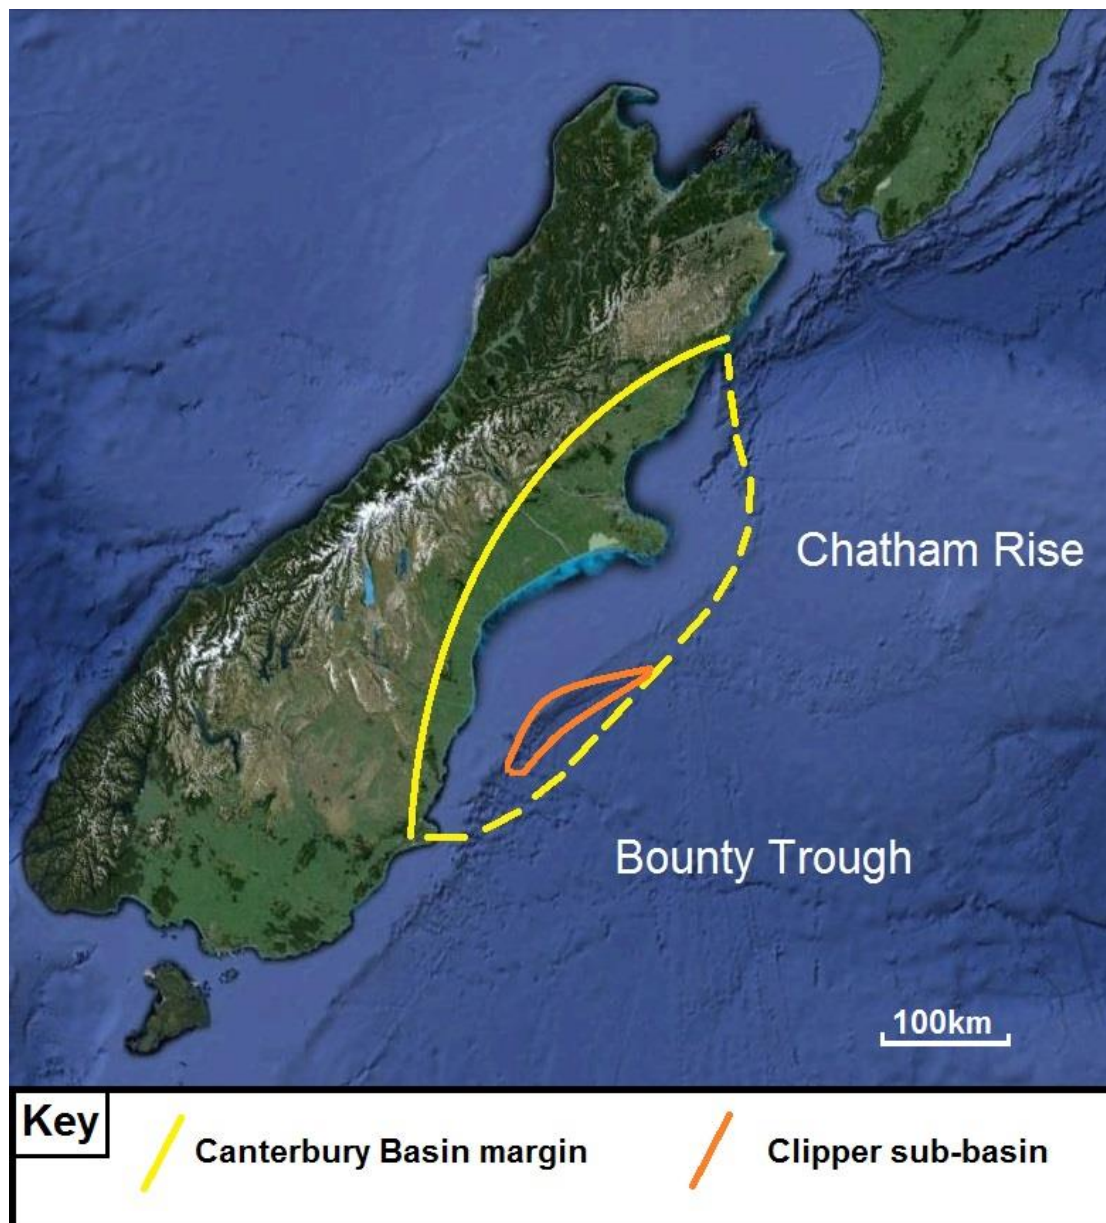 Chatham Rise
Bounty Trough
100km
Key
Canterbury Basin margin
Clipper sub-basin